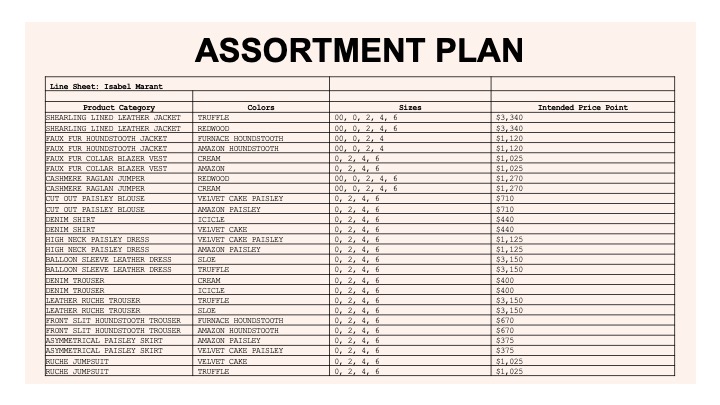 ASSORTMENT PLAN
Line Sheet: Isabel Marant
Product Category Colors Sizes Intended Price Point
SHEARLING LINED LEATHER JACKET TRUFFLE 00, 0, 2, 4, 6 $3,340
SHEARLING LINED LEATHER JACKET REDWOOD 00, 0, 2, 4, 6 $3,340
FAUX FUR HOUNDSTOOTH JACKET FURNACE HOUNDSTOOTH 00, 0, 2, 4 $1,120
FAUX FUR HOUNDSTOOTH JACKET AMAZON HOUNDSTOOTH 00, 0, 2, 4 $1,120
FAUX FUR COLLAR BLAZER VEST CREAM 0, 2, 4, 6 $1,025
FAUX FUR COLLAR BLAZER VEST AMAZON 0, 2, 4, 6 $1,025
CASHMERE RAGLAN JUMPER REDWOOD 00, 0, 2, 4, 6 $1,270
CASHMERE RAGLAN JUMPER CREAM 00, 0, 2, 4, 6 $1,270
CUT OUT PAISLEY BLOUSE VELVET CAKE PAISLEY 0, 2, 4, 6 $710
CUT OUT PAISLEY BLOUSE AMAZON PAISLEY 0, 2, 4, 6 $710
DENIM SHIRT ICICLE 0, 2, 4, 6 $440
DENIM SHIRT VELVET CAKE 0, 2, 4, 6 $440
HIGH NECK PAISLEY DRESS VELVET CAKE PAISLEY 0, 2, 4, 6 $1,125
HIGH NECK PAISLEY DRESS AMAZON PAISLEY 0, 2, 4, 6 $1,125
BALLOON SLEEVE LEATHER DRESS SLOE 0, 2, 4, 6 $3,150
BALLOON SLEEVE LEATHER DRESS TRUFFLE 0, 2, 4, 6 $3,150
DENIM TROUSER CREAM 0, 2, 4, 6 $400
DENIM TROUSER ICICLE 0, 2, 4, 6 $400
LEATHER RUCHE TROUSER TRUFFLE 0, 2, 4, 6 $3,150
LEATHER RUCHE TROUSER SLOE 0, 2, 4, 6 $3,150
FRONT SLIT HOUNDSTOOTH TROUSER FURNACE HOUNDSTOOTH 0, 2, 4, 6 $670
FRONT SLIT HOUNDSTOOTH TROUSER AMAZON HOUNDSTOOTH 0, 2, 4, 6 $670
ASYMMETRICAL PAISLEY SKIRT AMAZON PAISLEY 0, 2, 4, 6 $375
ASYMMETRICAL PAISLEY SKIRT VELVET CAKE PAISLEY 0, 2, 4, 6 $375
RUCHE JUMPSUIT VELVET CAKE 0, 2, 4, 6 $1,025
RUCHE JUMPSUIT TRUFFLE 0, 2, 4, 6 $1,025